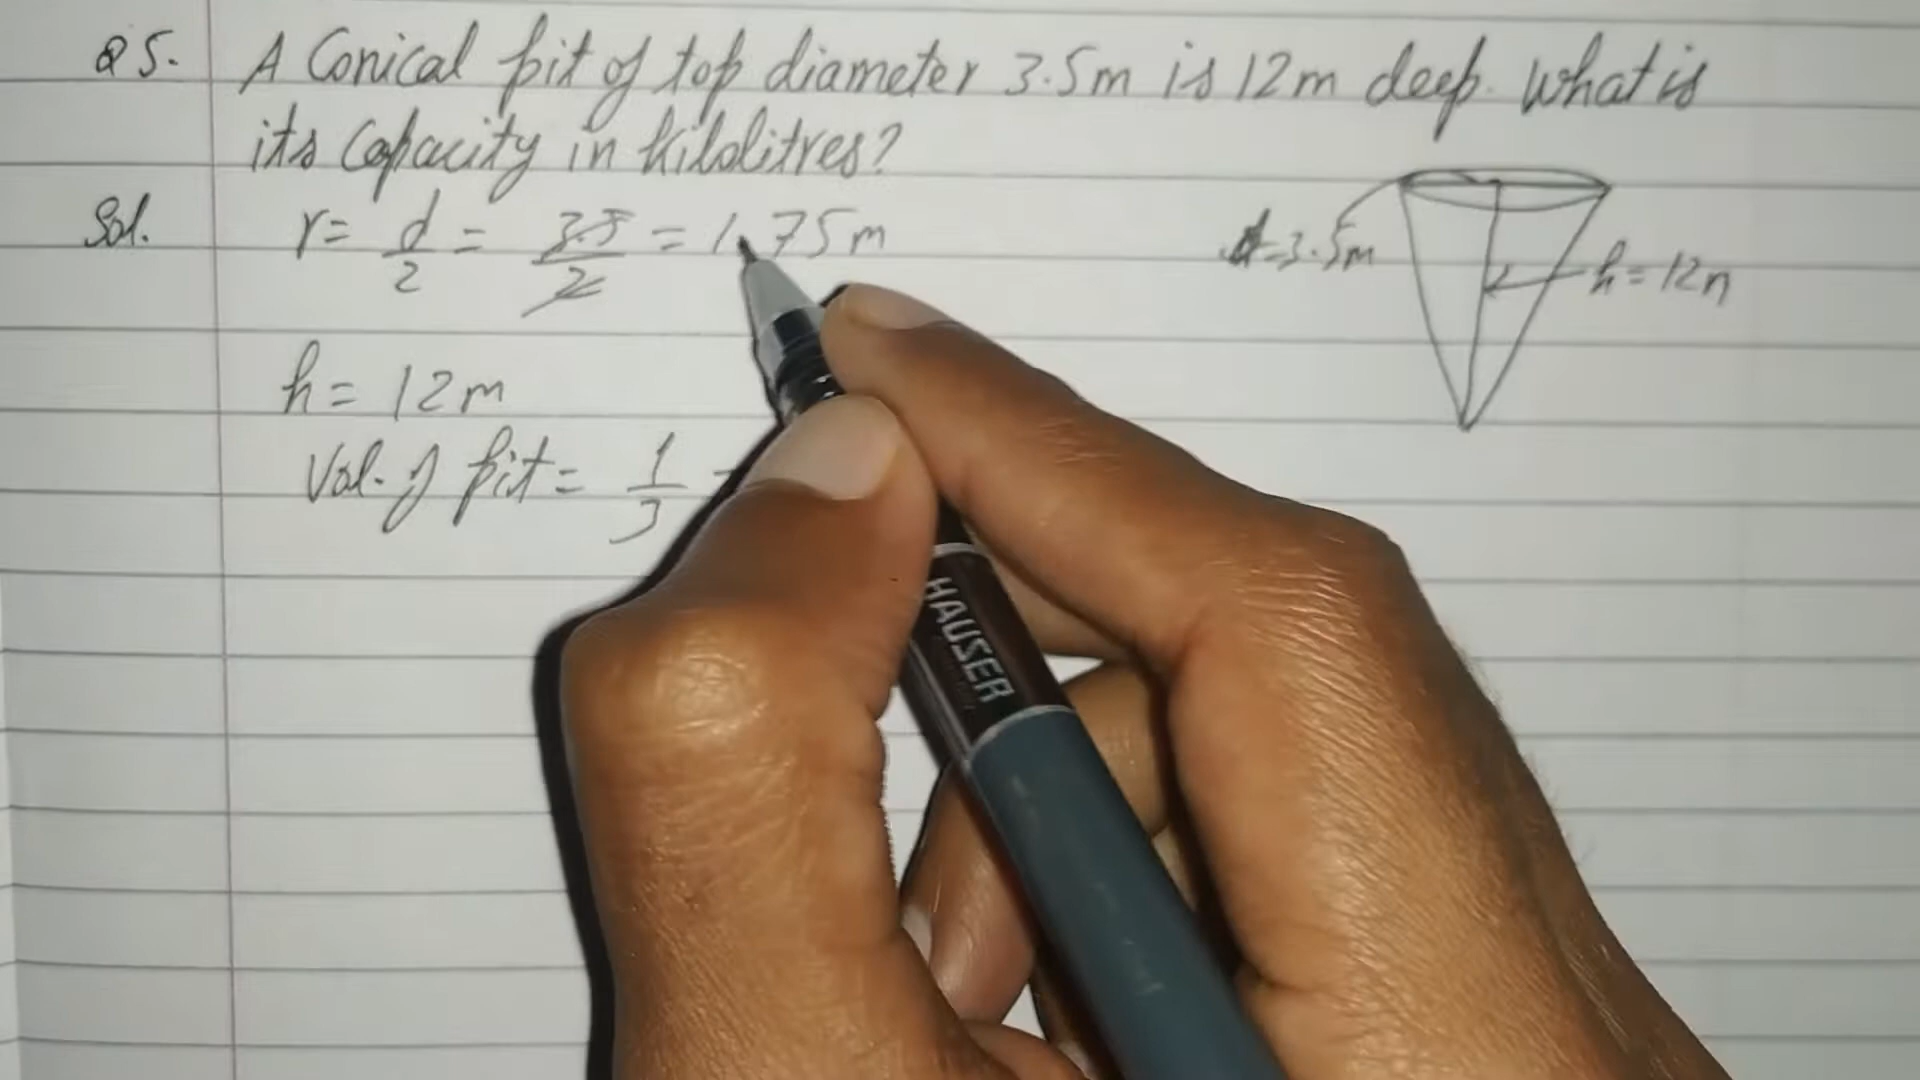 Q5. A Conical pit of top diameter 3.5m is 12m deep. What is
its Capacity in kilolitres?
Sol. r = d/2 = 3.5/2 = 1.75m
d=3.5m
h = 12m
h = 12m
Vol. of pit = 1/3
HAUSER